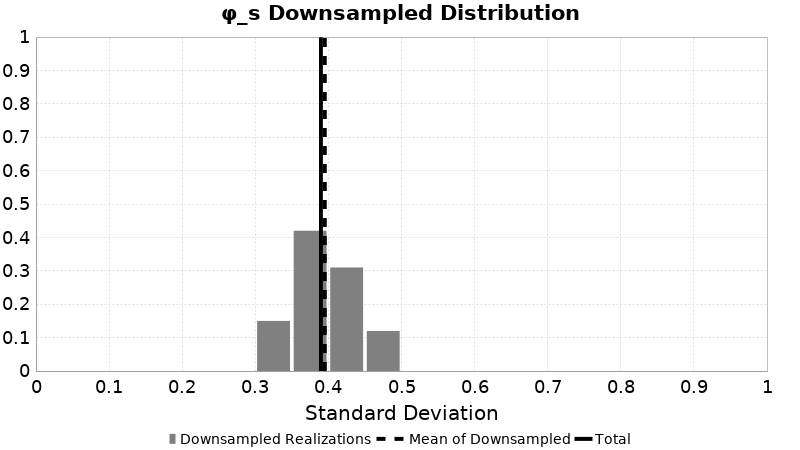 φ_s Downsampled Distribution
1
0.9
0.8
0.7
0.6
0.5
0.4
0.3
0.2
0.1
0
0 0.1 0.2 0.3 0.4 0.5 0.6 0.7 0.8 0.9 1
Standard Deviation
Downsampled Realizations Mean of Downsampled Total